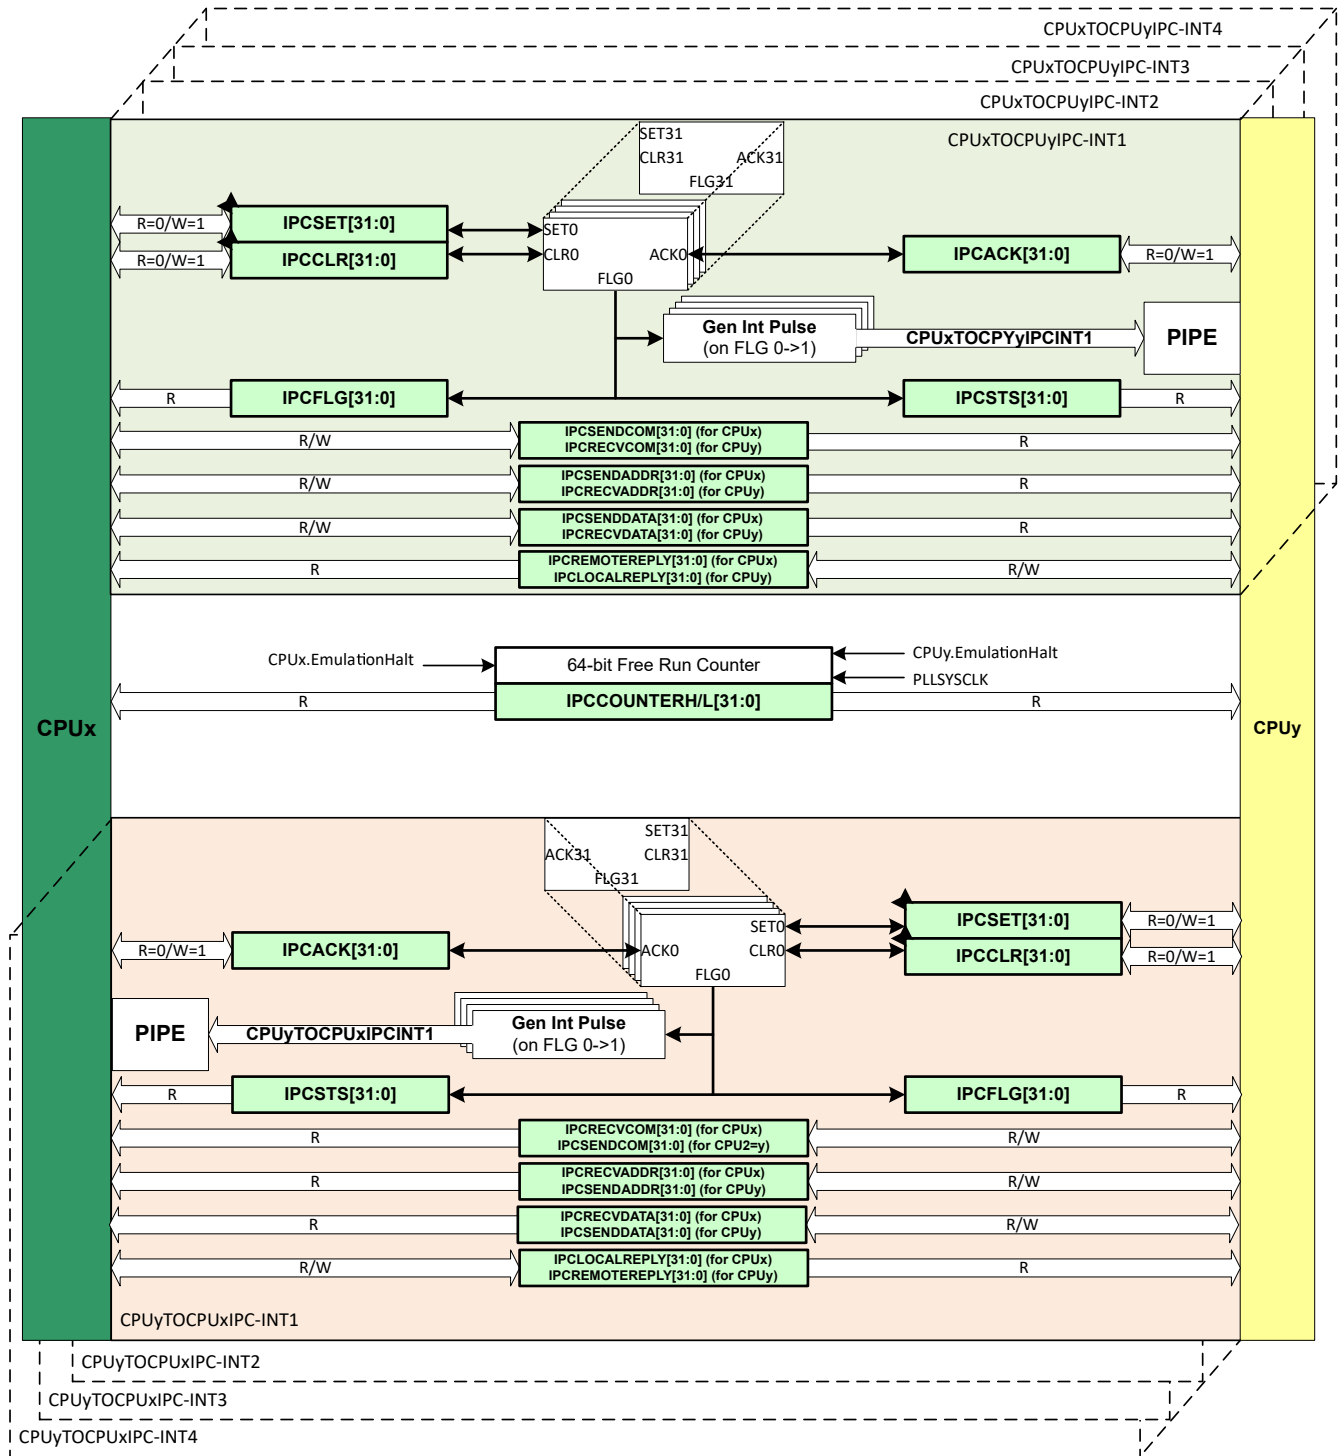 CPUxTOCPUyIPC-INT4
CPUxTOCPUyIPC-INT3
CPUxTOCPUyIPC-INT2
CPUxTOCPUyIPC-INT1
SET31
CLR31 ACK31
FLG31
R=0/W=1 IPCSET[31:0] SET0
R=0/W=1 IPCCLR[31:0] CLR0 ACK0 IPCACK[31:0] R=0/W=1
FLG0
Gen Int Pulse
(on FLG 0->1)
CPUxTOCPYyIPCINT1
PIPE
R IPCFLG[31:0] IPCSTS[31:0] R
R/W
IPCSENDCOM[31:0] (for CPUx)
IPCRECVCOM[31:0] (for CPUy)
R
R/W
IPCSENDADDR[31:0] (for CPUx)
IPCRECVADDR[31:0] (for CPUy)
R
R/W
IPCSENDDATA[31:0] (for CPUx)
IPCRECVDATA[31:0] (for CPUy)
R
R
IPCREMOTEREPLY[31:0] (for CPUx)
IPCLOCALREPLY[31:0] (for CPUy)
R/W
CPUx.EmulationHalt
64-bit Free Run Counter
CPUy.EmulationHalt
PLLSYSCLK
R IPCCOUNTERH/L[31:0] R
CPUx
CPUy
SET31
ACK31 CLR31
FLG31
SET0 IPCSET[31:0] R=0/W=1
R=0/W=1 IPCACK[31:0] ACK0 CLR0 IPCCLR[31:0] R=0/W=1
FLG0
PIPE
CPUyTOCPUxIPCINT1
Gen Int Pulse
(on FLG 0->1)
R IPCSTS[31:0] IPCFLG[31:0] R
R
IPCRECVCOM[31:0] (for CPUx)
IPCSENDCOM[31:0] (for CPU2=y)
R/W
R
IPCRECVADDR[31:0] (for CPUx)
IPCSENDADDR[31:0] (for CPUy)
R/W
R
IPCRECVDATA[31:0] (for CPUx)
IPCSENDDATA[31:0] (for CPUy)
R/W
R/W
IPCLOCALREPLY[31:0] (for CPUx)
IPCREMOTEREPLY[31:0] (for CPUy)
R
CPUyTOCPUxIPC-INT1
CPUyTOCPUxIPC-INT2
CPUyTOCPUxIPC-INT3
CPUyTOCPUxIPC-INT4